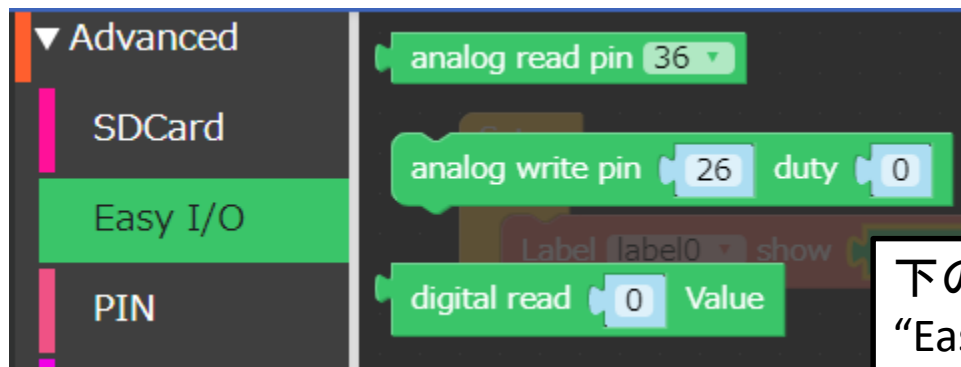 ▼ Advanced
SDCard
Easy I/O
PIN
analog read pin 36 ▼
analog write pin 26 duty 0
Label label0 ▼ show
digital read 0 Value
下の
“Eas